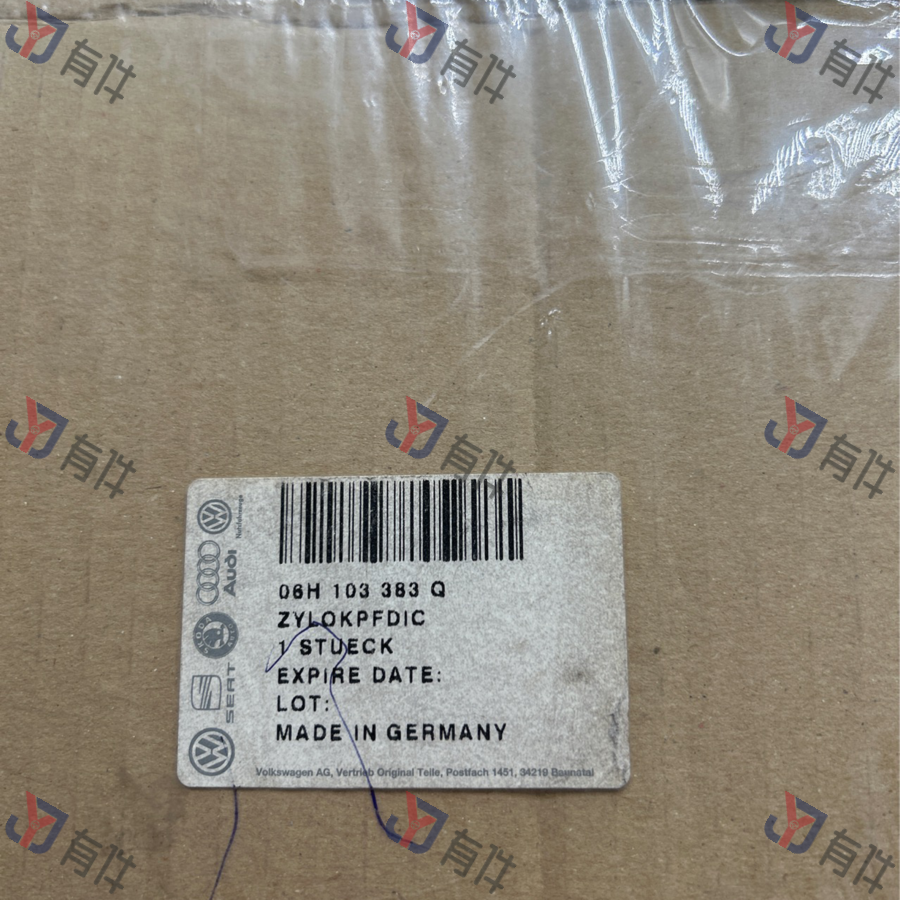 有件 有件 有件
有件 有件 有件
Nutzfahrzeuge
Audi
SKODA
SEAT
06H 103 383 Q
ZYLOKPFDIC
1 STUECK
EXPIRE DATE:
LOT:
MADE IN GERMANY
Volkswagen AG, Vertrieb Original Teile, Postfach 1451, 34219 Baunatal
有件 有件 有件